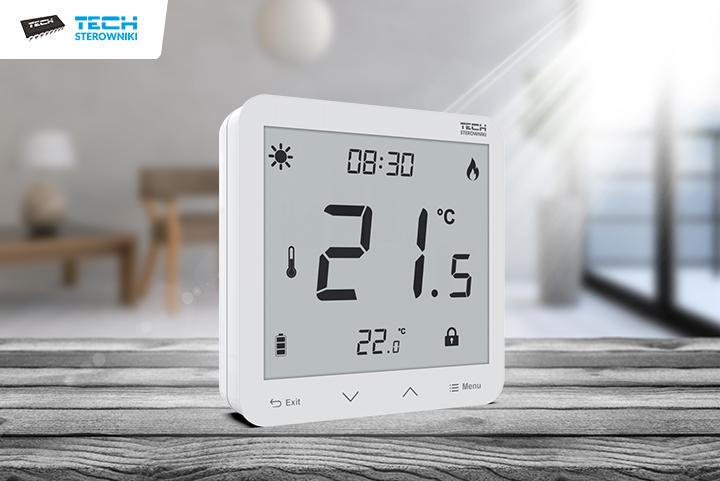 TECH
TECH
STEROWNIKI
TECH
STEROWNIKI
08:30
21.5 °C
22.0 °C
Exit
Menu